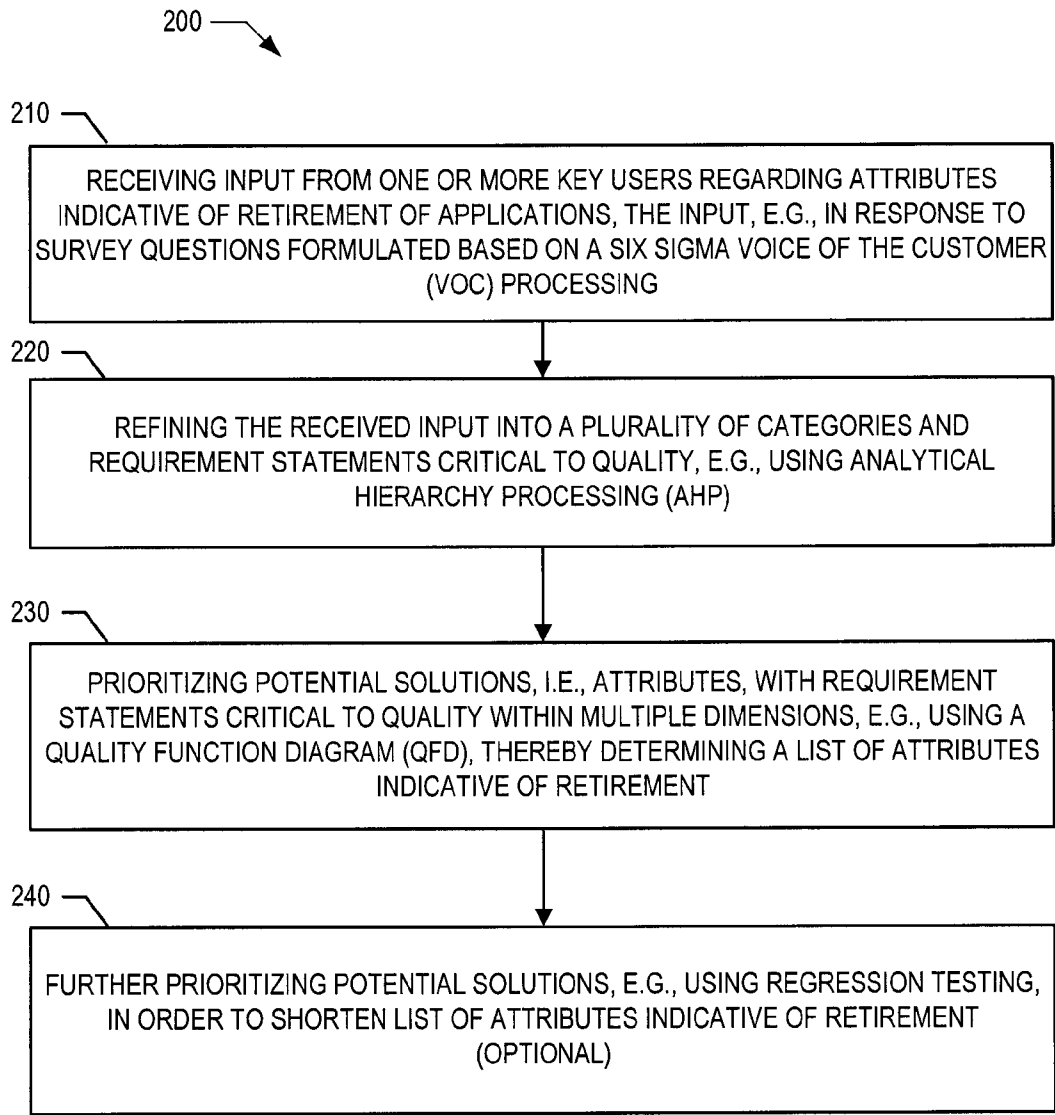 200
210
RECEIVING INPUT FROM ONE OR MORE KEY USERS REGARDING ATTRIBUTES
INDICATIVE OF RETIREMENT OF APPLICATIONS, THE INPUT, E.G., IN RESPONSE TO
SURVEY QUESTIONS FORMULATED BASED ON A SIX SIGMA VOICE OF THE CUSTOMER
(VOC) PROCESSING
220
REFINING THE RECEIVED INPUT INTO A PLURALITY OF CATEGORIES AND
REQUIREMENT STATEMENTS CRITICAL TO QUALITY, E.G., USING ANALYTICAL
HIERARCHY PROCESSING (AHP)
230
PRIORITIZING POTENTIAL SOLUTIONS, I.E., ATTRIBUTES, WITH REQUIREMENT
STATEMENTS CRITICAL TO QUALITY WITHIN MULTIPLE DIMENSIONS, E.G., USING A
QUALITY FUNCTION DIAGRAM (QFD), THEREBY DETERMINING A LIST OF ATTRIBUTES
INDICATIVE OF RETIREMENT
240
FURTHER PRIORITIZING POTENTIAL SOLUTIONS, E.G., USING REGRESSION TESTING,
IN ORDER TO SHORTEN LIST OF ATTRIBUTES INDICATIVE OF RETIREMENT
(OPTIONAL)